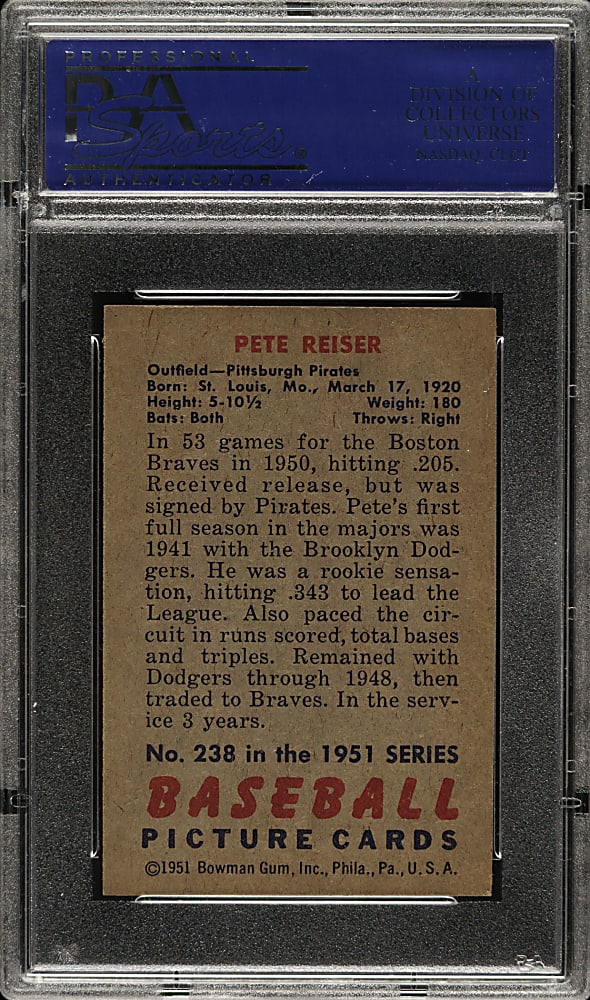 PROFESSIONAL
PSA
Sports®
AUTHENTICATOR
A
DIVISION OF
COLLECTORS
UNIVERSE
NASDAQ, CLCT
PETE REISER
Outfield—Pittsburgh Pirates
Born: St. Louis, Mo., March 17, 1920
Height: 5-10½ Weight: 180
Bats: Both Throws: Right
In 53 games for the Boston
Braves in 1950, hitting .205.
Received release, but was
signed by Pirates. Pete's first
full season in the majors was
1941 with the Brooklyn Dod-
gers. He was a rookie sensa-
tion, hitting .343 to lead the
League. Also paced the cir-
cuit in runs scored, total bases
and triples. Remained with
Dodgers through 1948, then
traded to Braves. In the serv-
ice 3 years.
No. 238 in the 1951 SERIES
BASEBALL
PICTURE CARDS
©1951 Bowman Gum, Inc., Phila., Pa., U.S.A.
PSA